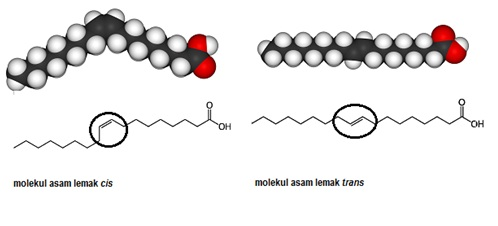 O
OH
O
OH
molekul asam lemak cis
molekul asam lemak trans